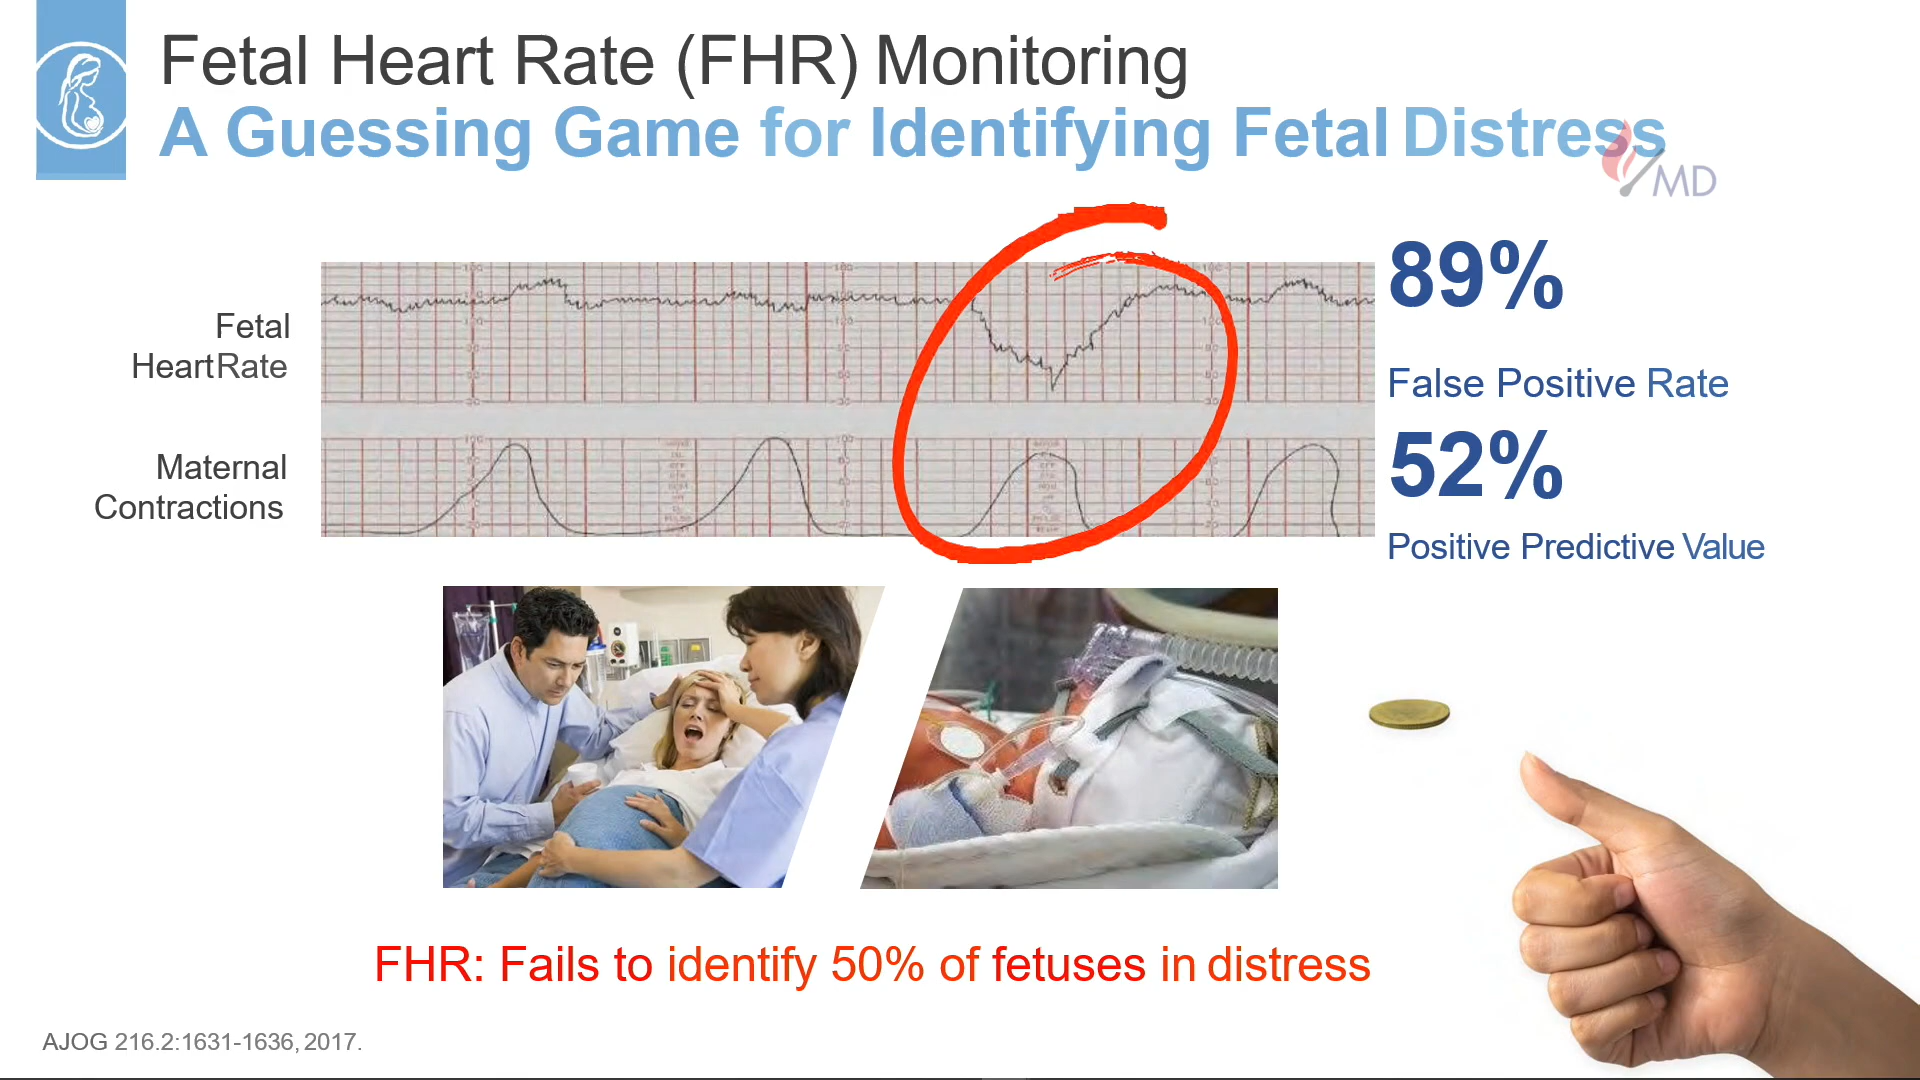 Fetal Heart Rate (FHR) Monitoring
A Guessing Game for Identifying Fetal Distress
MD
89%
Fetal
Heart Rate
False Positive Rate
52%
Maternal
Contractions
Positive Predictive Value
FHR: Fails to identify 50% of fetuses in distress
AJOG 216.2:1631-1636, 2017.